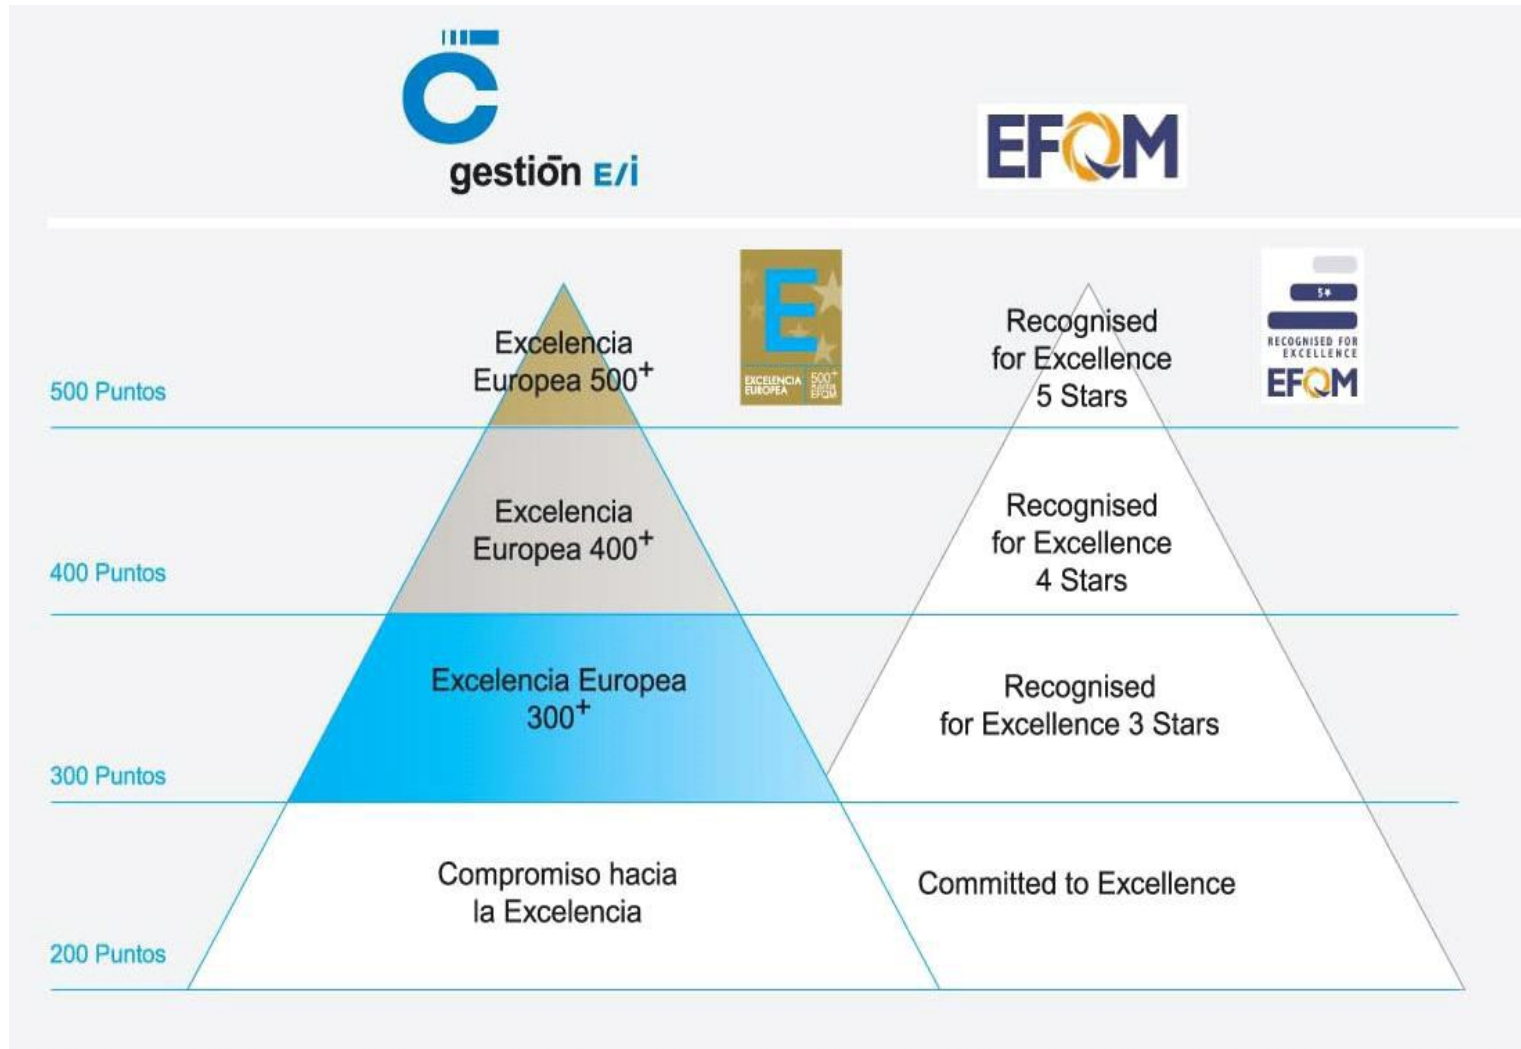 gestiōn E/i
EFQM
Excelencia
Europea 500+
500 Puntos
E
EXCELENCIA
EUROPEA
500+
PUNTOS
EFQM
Recognised
for Excellence
5 Stars
5★
RECOGNISED FOR
EXCELLENCE
EFQM
Excelencia
Europea 400+
400 Puntos
Recognised
for Excellence
4 Stars
Excelencia Europea
300+
300 Puntos
Recognised
for Excellence 3 Stars
Compromiso hacia
la Excelencia
200 Puntos
Committed to Excellence